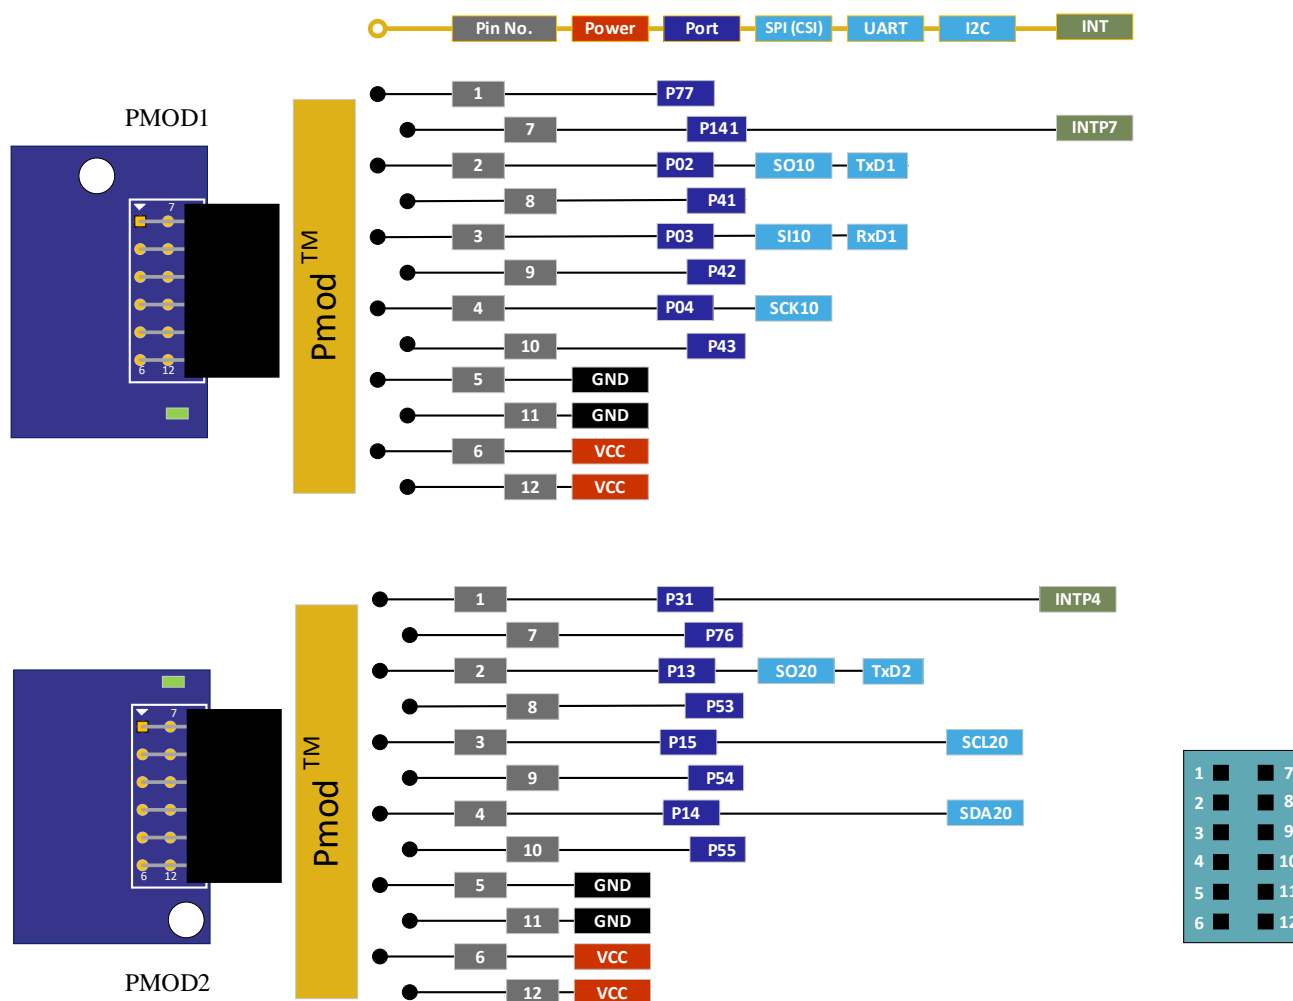 Pin No. Power Port SPI (CSI) UART I2C INT
PMOD1
7
6 12
Pmod TM
1 P77
7 P141 INTP7
2 P02 SO10 TxD1
8 P41
3 P03 SI10 RxD1
9 P42
4 P04 SCK10
10 P43
5 GND
11 GND
6 VCC
12 VCC
7
6 12
PMOD2
Pmod TM
1 P31 INTP4
7 P76
2 P13 SO20 TxD2
8 P53
3 P15 SCL20
9 P54
4 P14 SDA20
10 P55
5 GND
11 GND
6 VCC
12 VCC
1 7
2 8
3 9
4 10
5 11
6 12